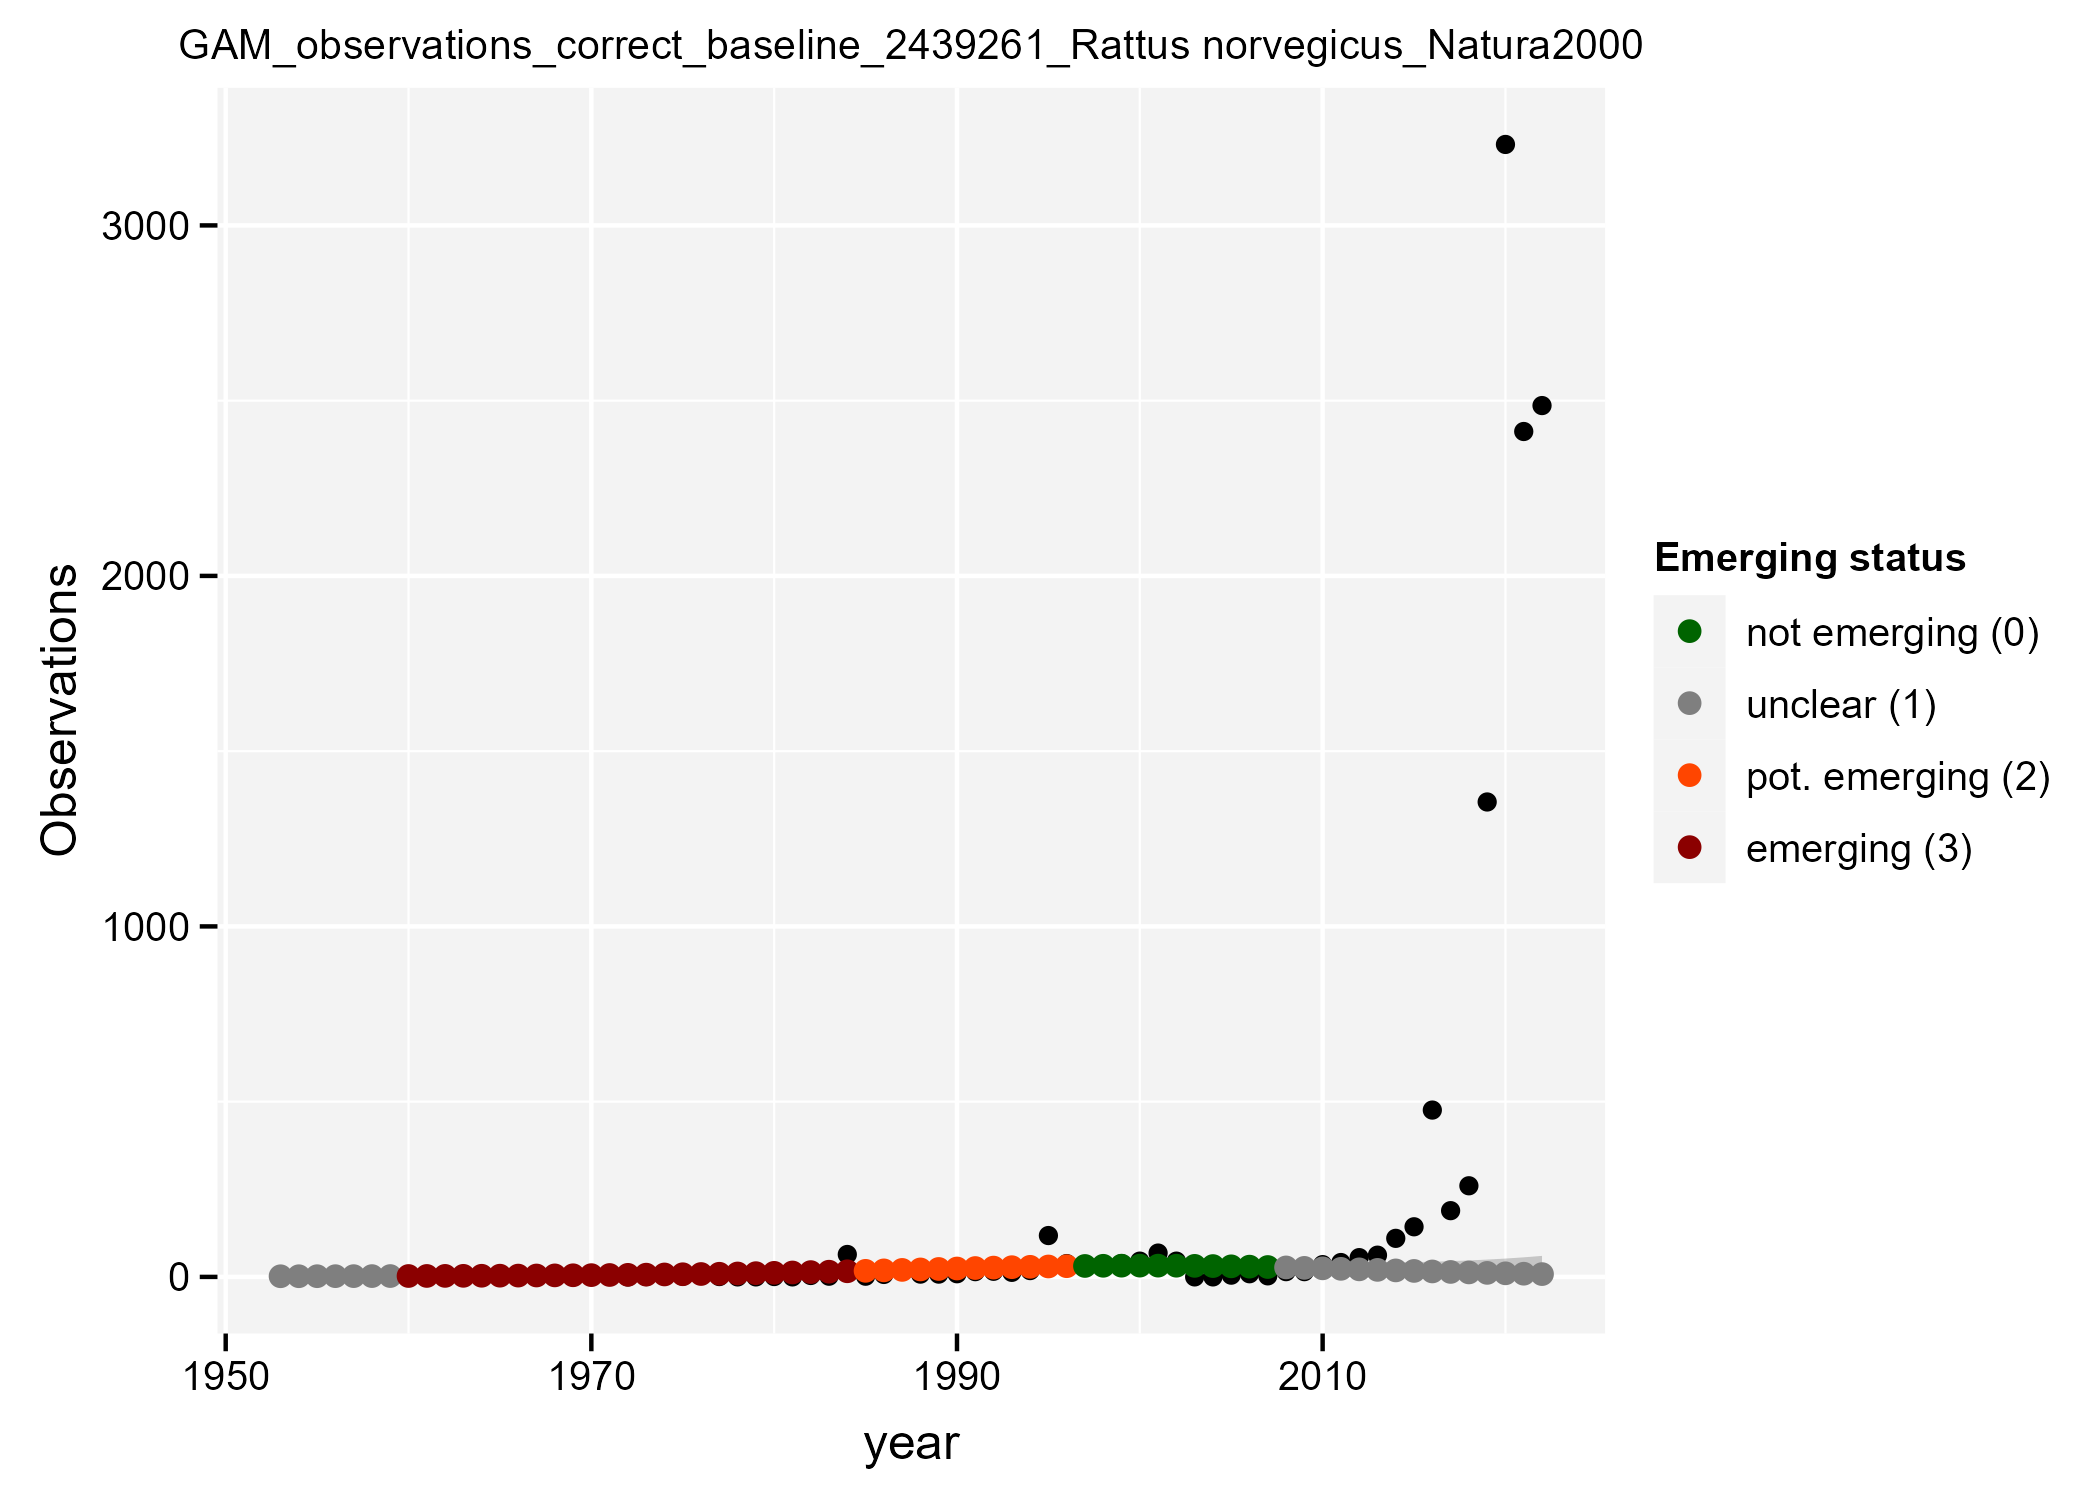 GAM_observations_correct_baseline_2439261_Rattus norvegicus_Natura2000
3000
2000
1000
0
Observations
1950
1970
1990
2010
year
Emerging status
not emerging (0)
unclear (1)
pot. emerging (2)
emerging (3)